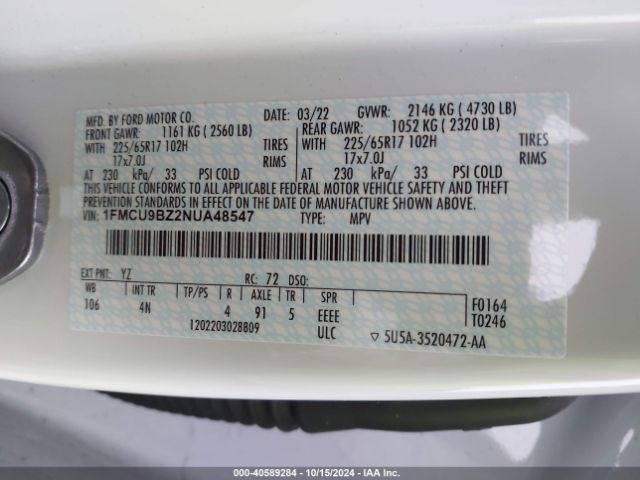 MFD. BY FORD MOTOR CO. DATE: 03/22 GVWR: 2146 KG ( 4730 LB)
FRONT GAWR: 1161 KG ( 2560 LB) REAR GAWR: 1052 KG ( 2320 LB)
WITH 225/65R17 102H TIRES WITH 225/65R17 102H TIRES
17x7.0J RIMS 17x7.0J RIMS
AT 230 kPa/ 33 PSI COLD AT 230 kPa/ 33 PSI COLD
THIS VEHICLE CONFORMS TO ALL APPLICABLE FEDERAL MOTOR VEHICLE SAFETY AND THEFT
PREVENTION STANDARDS IN EFFECT ON THE DATE OF MANUFACTURE SHOWN ABOVE.
VIN: 1FMCU9BZ2NUA48547 TYPE: MPV
EXT PNT: YZ RC: 72 DSO:
WB INT TR TP/PS R AXLE TR SPR
106 4N 4 91 5 EEEE
F0164
T0246
1202203028809 ULC ▽ 5U5A-3520472-AA
000-40589284 - 10/15/2024 - IAA Inc.